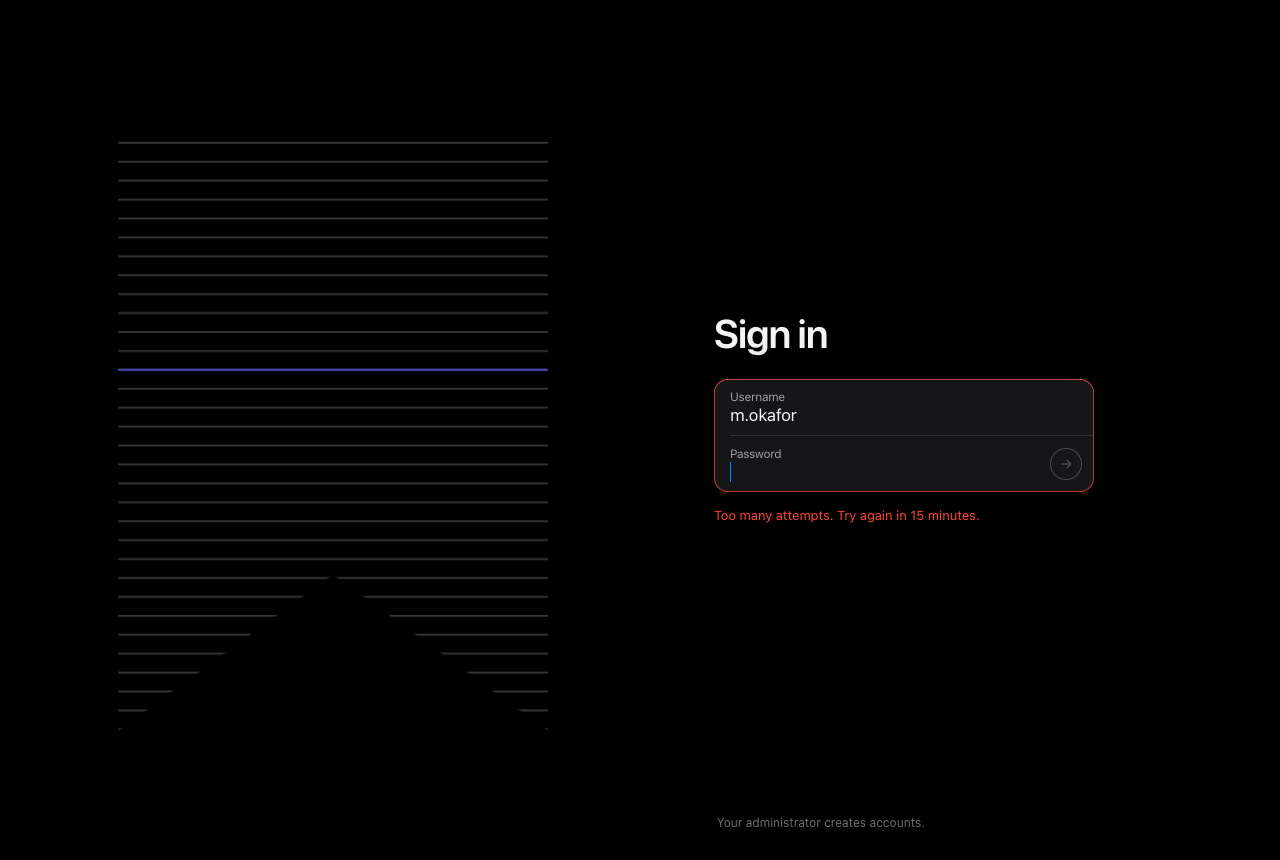 Sign in
Username
m.okafor
Password
Too many attempts. Try again in 15 minutes.
Your administrator creates accounts.